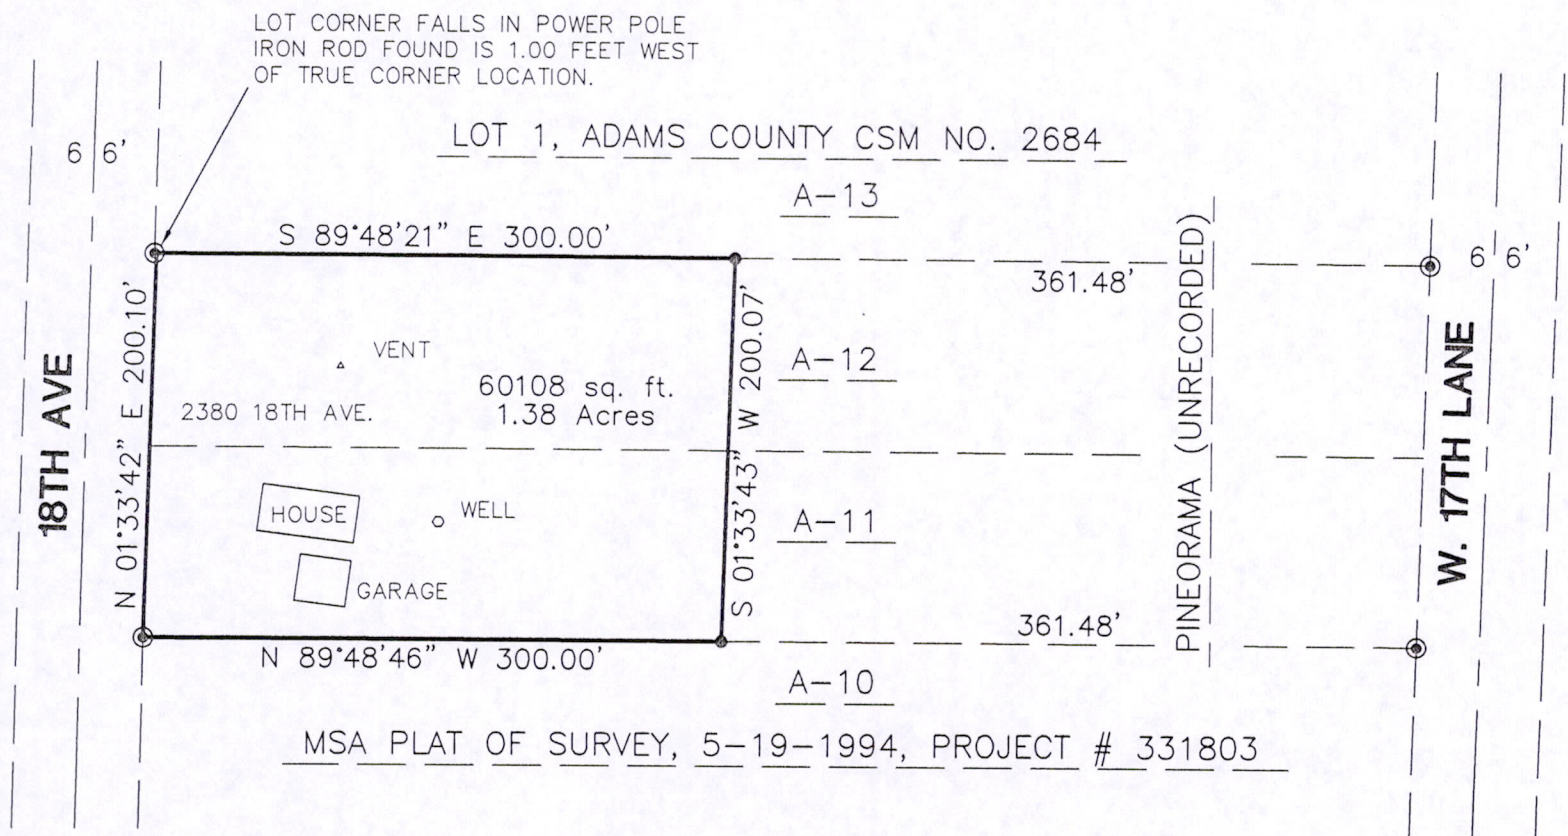 LOT CORNER FALLS IN POWER POLE
IRON ROD FOUND IS 1.00 FEET WEST
OF TRUE CORNER LOCATION.
LOT 1, ADAMS COUNTY CSM NO. 2684
66'
A-13
S 89°48'21" E 300.00'
361.48'
66'
18TH AVE
N 01°33'42" E 200.10'
VENT
2380 18TH AVE.
60108 sq. ft.
1.38 Acres
S 01°33'43" W 200.07'
A-12
PINEORAMA (UNRECORDED)
W. 17TH LANE
HOUSE
WELL
A-11
GARAGE
N 89°48'46" W 300.00'
361.48'
A-10
MSA PLAT OF SURVEY, 5-19-1994, PROJECT # 331803